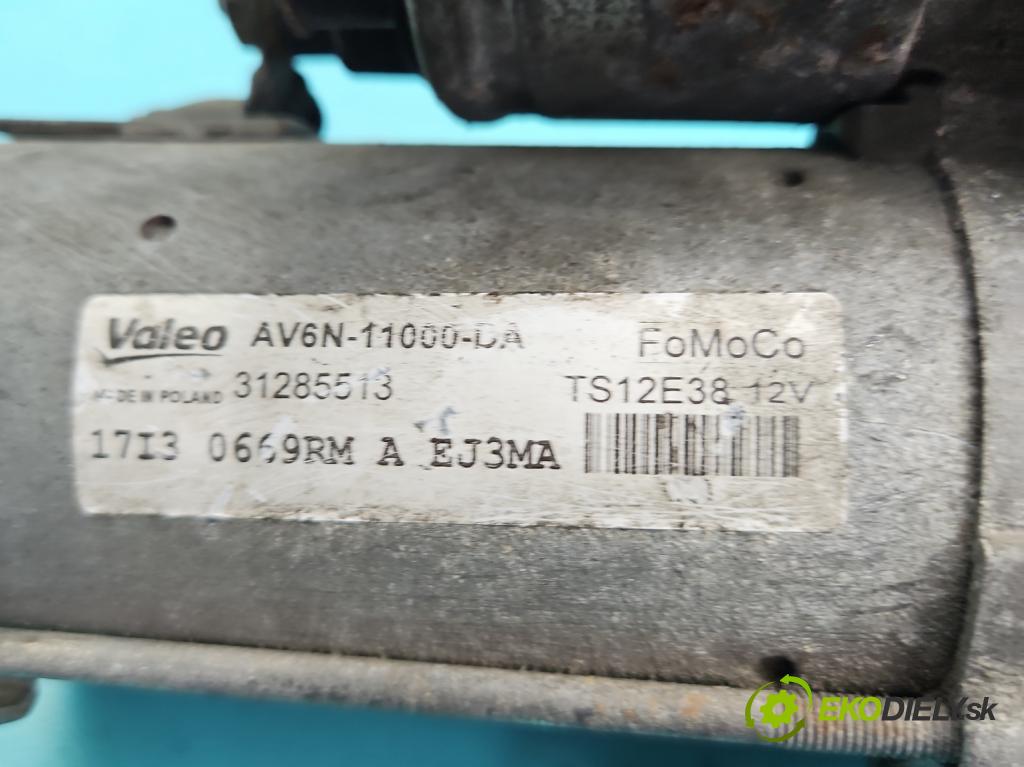 Valeo AV6N-11000-DA FoMoCo
MADE IN POLAND 31285513 TS12E38 12V
17I3 0669RM A EJ3MA
EKODIELY.sk